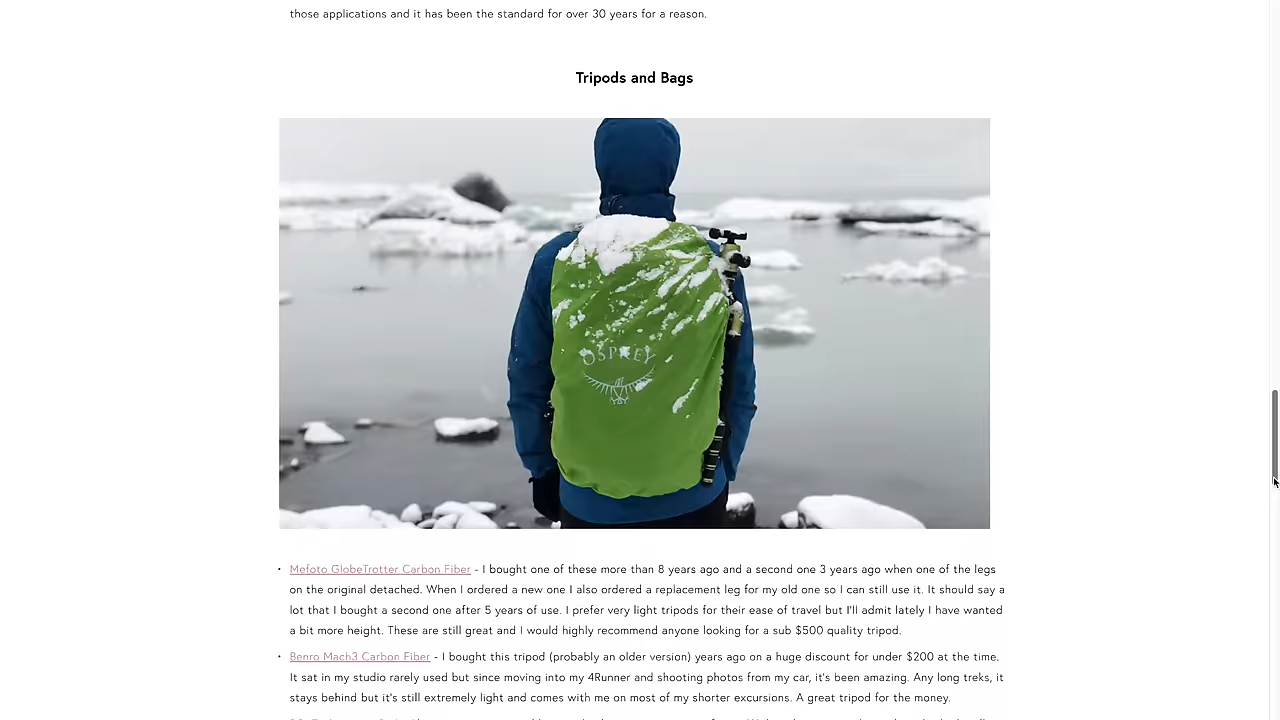 those applications and it has been the standard for over 30 years for a reason.
Tripods and Bags
OSPREY
• Mefoto GlobeTrotter Carbon Fiber - I bought one of these more than 8 years ago and a second one 3 years ago when one of the legs
on the original detached. When I ordered a new one I also ordered a replacement leg for my old one so I can still use it. It should say a
lot that I bought a second one after 5 years of use. I prefer very light tripods for their ease of travel but I'll admit lately I have wanted
a bit more height. These are still great and I would highly recommend anyone looking for a sub $500 quality tripod.
• Benro Mach3 Carbon Fiber - I bought this tripod (probably an older version) years ago on a huge discount for under $200 at the time.
It sat in my studio rarely used but since moving into my 4Runner and shooting photos from my car, it's been amazing. Any long treks, it
stays behind but it's still extremely light and comes with me on most of my shorter excursions. A great tripod for the money.